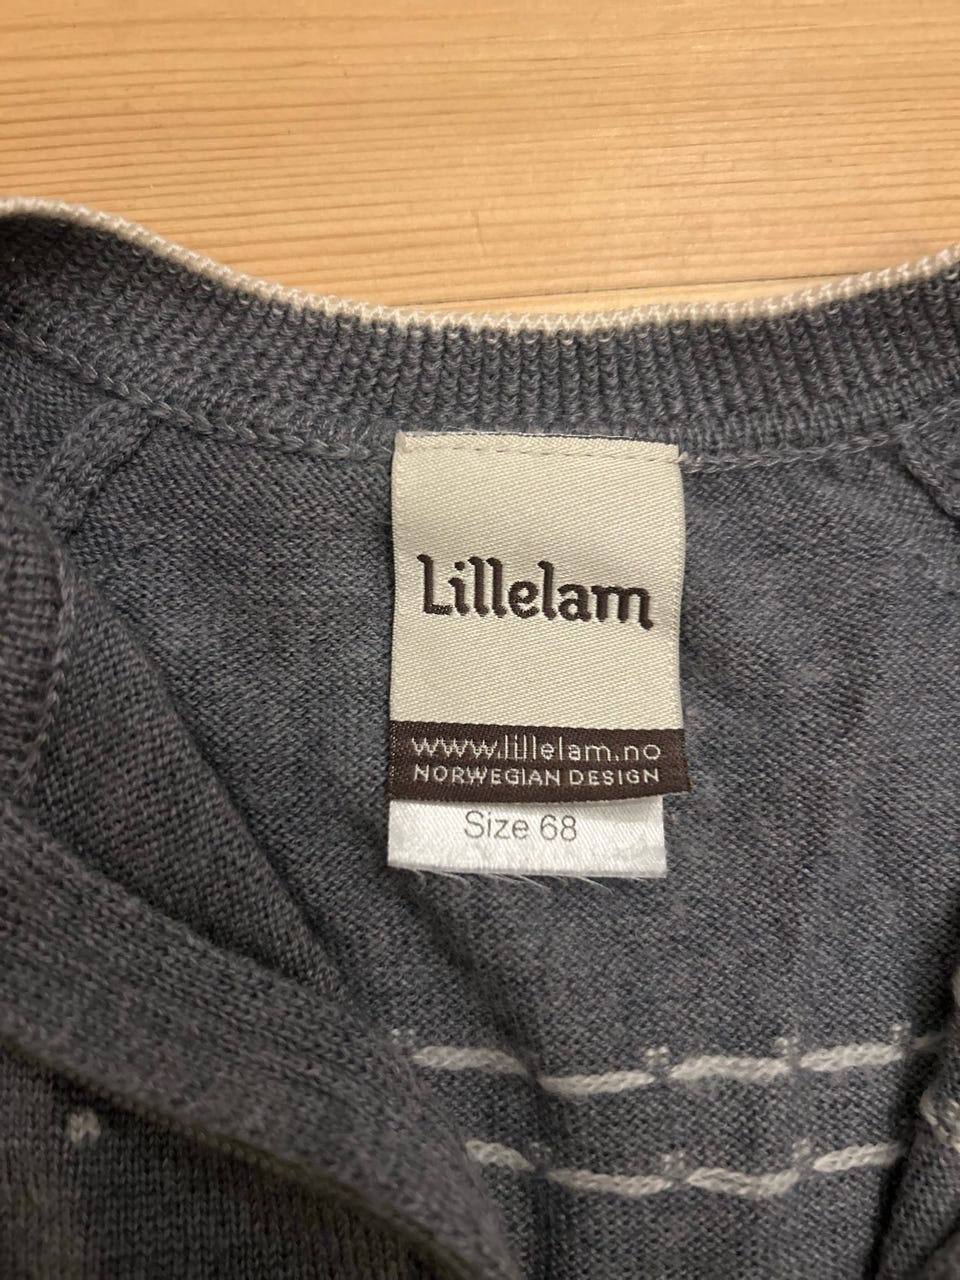 Lillelam
www.lillelam.no
NORWEGIAN DESIGN
Size 68